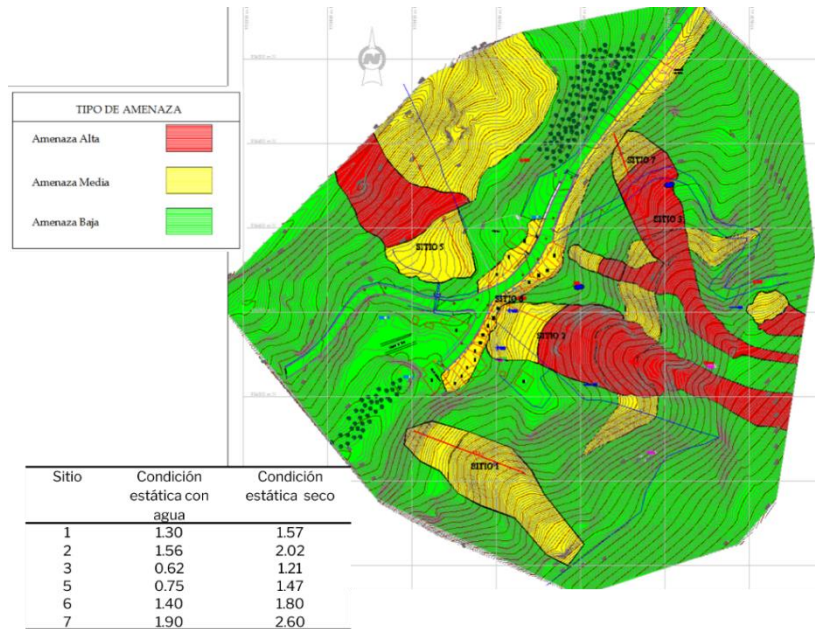 N
TIPO DE AMENAZA
Amenaza Alta
Amenaza Media
Amenaza Baja
SITIO 7
SITIO 3
SITIO 5
SITIO 6
SITIO 2
SITIO 1
Sitio Condición estática con agua Condición estática seco
1 1.30 1.57
2 1.56 2.02
3 0.62 1.21
5 0.75 1.47
6 1.40 1.80
7 1.90 2.60